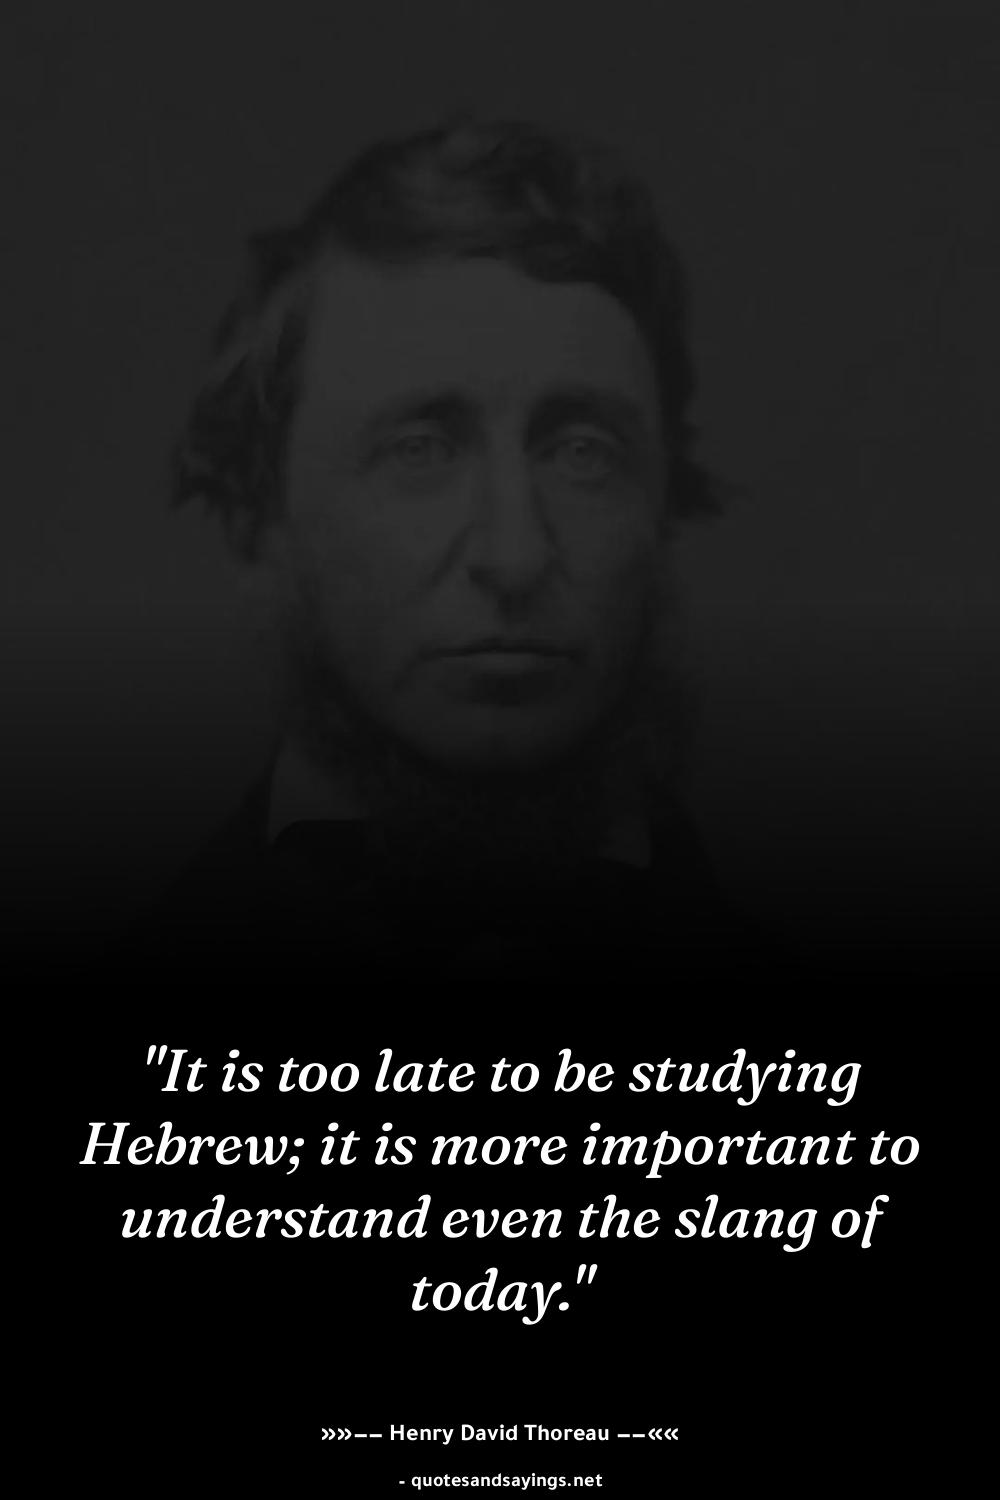 "It is too late to be studying
Hebrew; it is more important to
understand even the slang of
today."
»»−− Henry David Thoreau −−««
- quotesandsayings.net